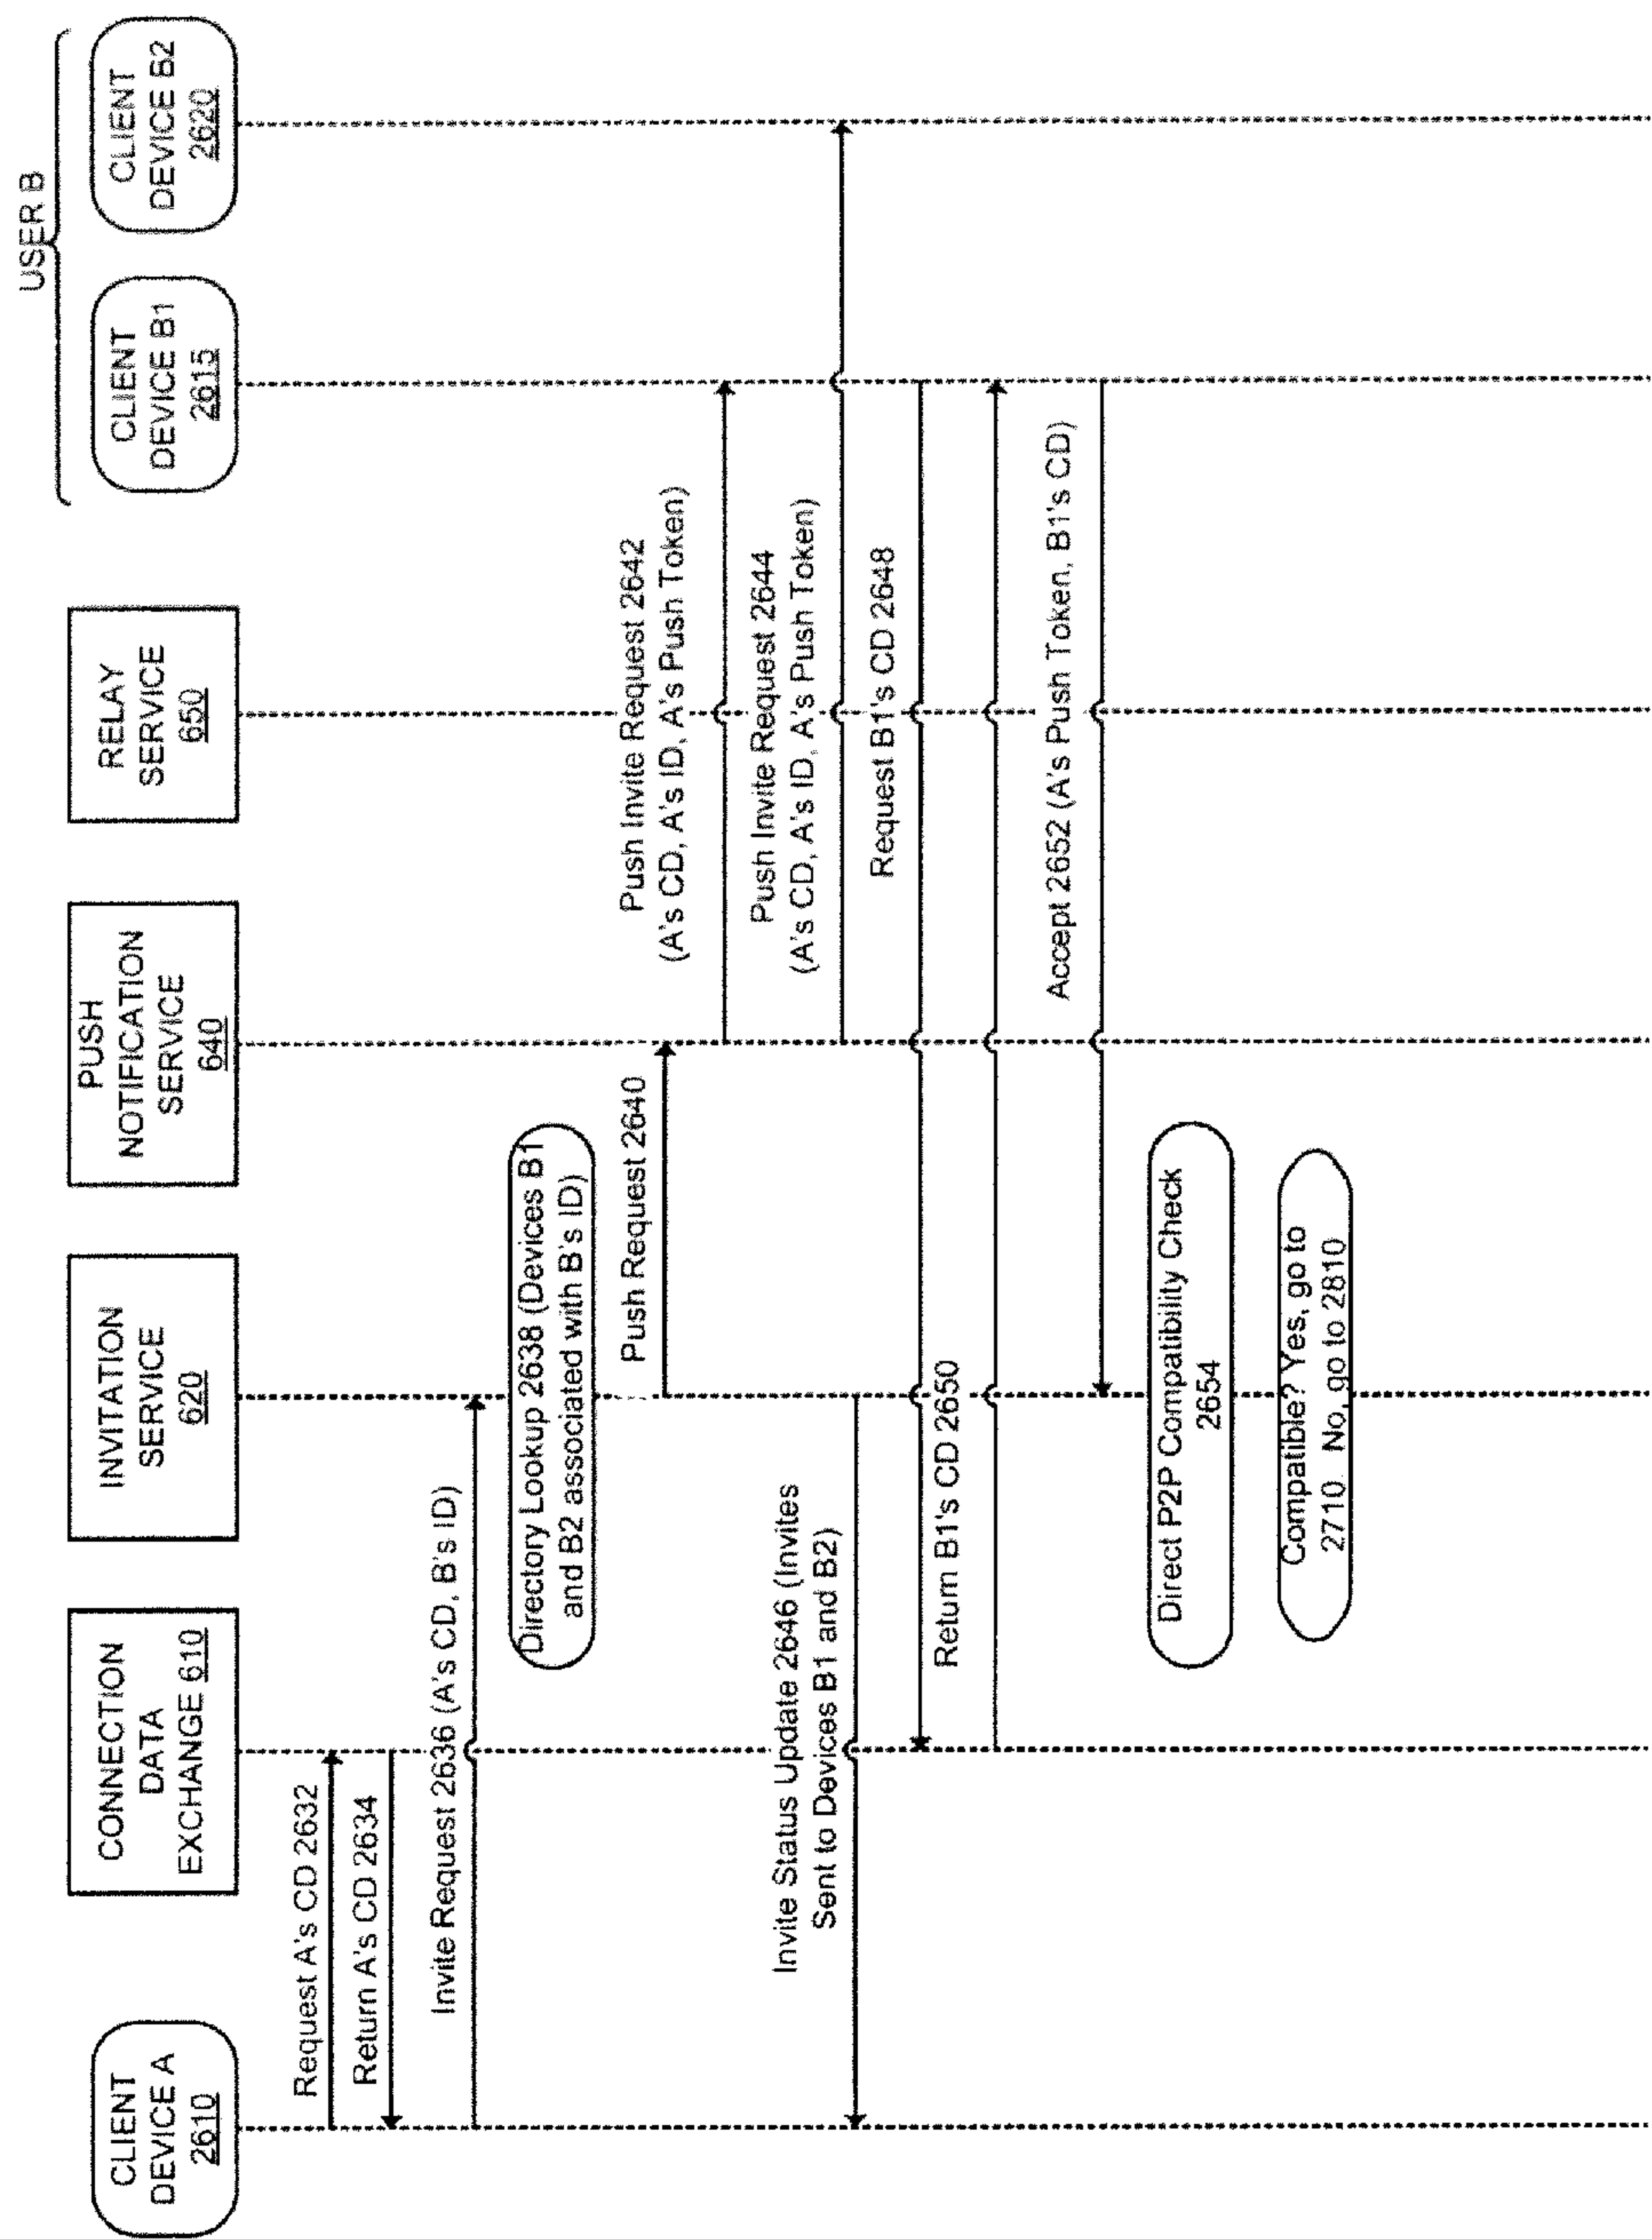 USER B
CLIENT
DEVICE A
2610
CONNECTION
DATA
EXCHANGE 610
INVITATION
SERVICE
620
PUSH
NOTIFICATION
SERVICE
640
RELAY
SERVICE
650
CLIENT
DEVICE B1
2615
CLIENT
DEVICE B2
2620
Request A's CD 2632
Return A's CD 2634
Invite Request 2636 (A's CD, B's ID)
Directory Lookup 2638 (Devices B1
and B2 associated with B's ID)
Push Request 2640
Push Invite Request 2642
(A's CD, A's ID, A's Push Token)
Push Invite Request 2644
(A's CD, A's ID, A's Push Token)
Invite Status Update 2646 (Invites
Sent to Devices B1 and B2)
Request B1's CD 2648
Return B1's CD 2650
Accept 2652 (A's Push Token, B1's CD)
Direct P2P Compatibility Check
2654
Compatible? Yes, go to
2710. No, go to 2810